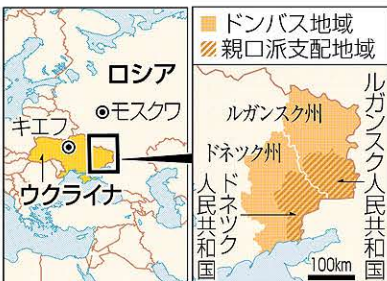 ロシア
モスクワ
キエフ
ウクライナ
ドンバス地域
親ロ派支配地域
ルガンスク州
ドネツク州
ルガンスク人民共和国
ドネツク人民共和国
100km